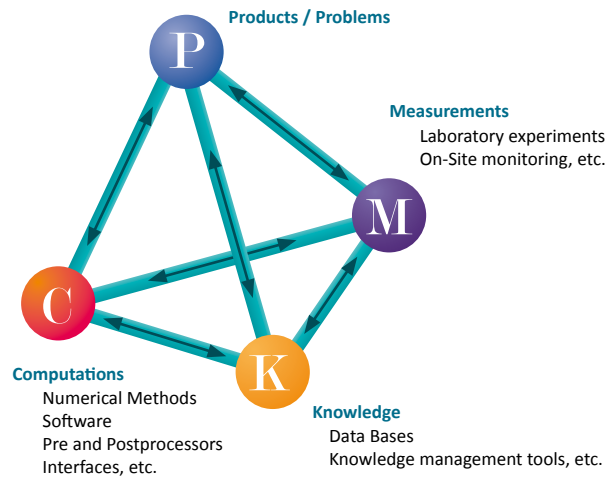 Products / Problems
P
Measurements
Laboratory experiments
On-Site monitoring, etc.
M
C
K
Computations
Numerical Methods
Software
Pre and Postprocessors
Interfaces, etc.
Knowledge
Data Bases
Knowledge management tools, etc.